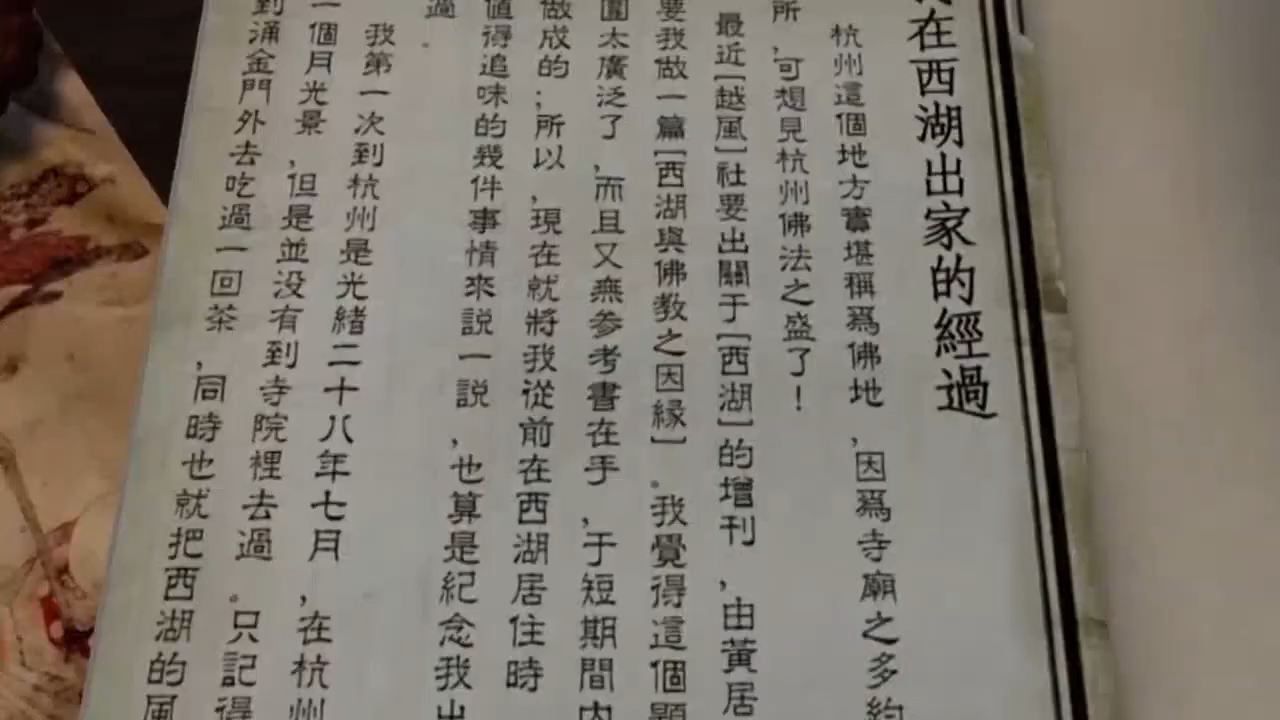 在西湖出家的經過
杭州這個地方實堪稱爲佛地,因爲寺廟之多約
所,可想見杭州佛法之盛了!
最近[越風]社要出關于[西湖]的增刊,由黃居
要我做一篇[西湖與佛教之因緣]。我覺得這個題
圍太廣泛了,而且又無參考書在手,于短期間内
做成的;所以,現在就將我從前在西湖居住時
值得追味的幾件事情來説一説,也算是紀念我出
過.
我第一次到杭州是光緒二十八年七月,在杭州
一個月光景,但是並没有到寺院裡去過。只記得
到涌金門外去吃過一回茶,同時也就把西湖的風